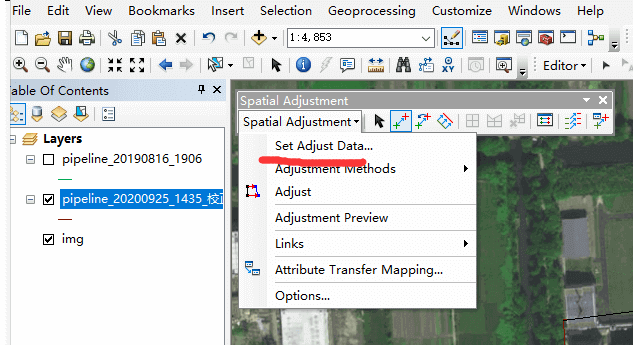 File Edit View Bookmarks Insert Selection Geoprocessing Customize Windows Help
1:4,853
Editor
Table Of Contents
Spatial Adjustment
Spatial Adjustment
Layers
pipeline_20190816_1906
pipeline_20200925_1435_校正
img
Set Adjust Data...
Adjustment Methods
Adjust
Adjustment Preview
Links
Attribute Transfer Mapping...
Options...